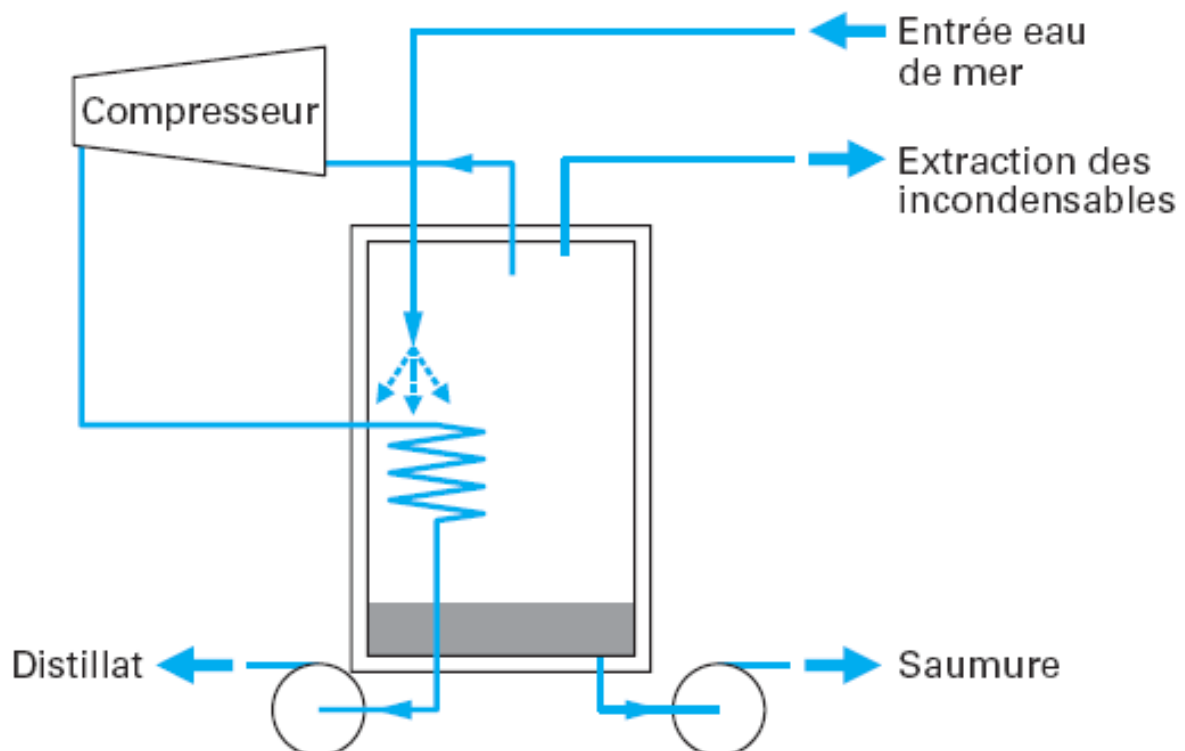 Entrée eau
de mer
Compresseur
Extraction des
incondensables
Distillat
Saumure